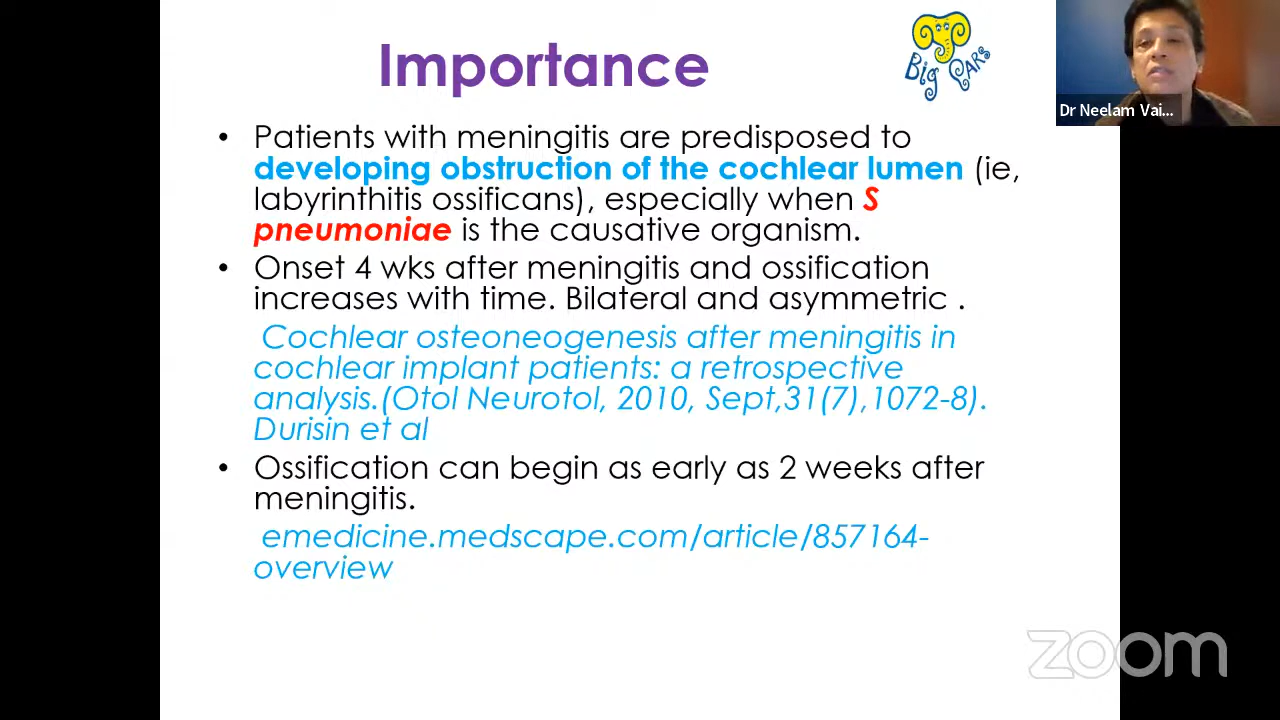 Importance
Big EARS
Dr Neelam Vai...
• Patients with meningitis are predisposed to
developing obstruction of the cochlear lumen (ie,
labyrinthitis ossificans), especially when S
pneumoniae is the causative organism.
• Onset 4 wks after meningitis and ossification
increases with time. Bilateral and asymmetric .
Cochlear osteoneogenesis after meningitis in
cochlear implant patients: a retrospective
analysis.(Otol Neurotol, 2010, Sept,31(7),1072-8).
Durisin et al
• Ossification can begin as early as 2 weeks after
meningitis.
emedicine.medscape.com/article/857164-
overview
zoom